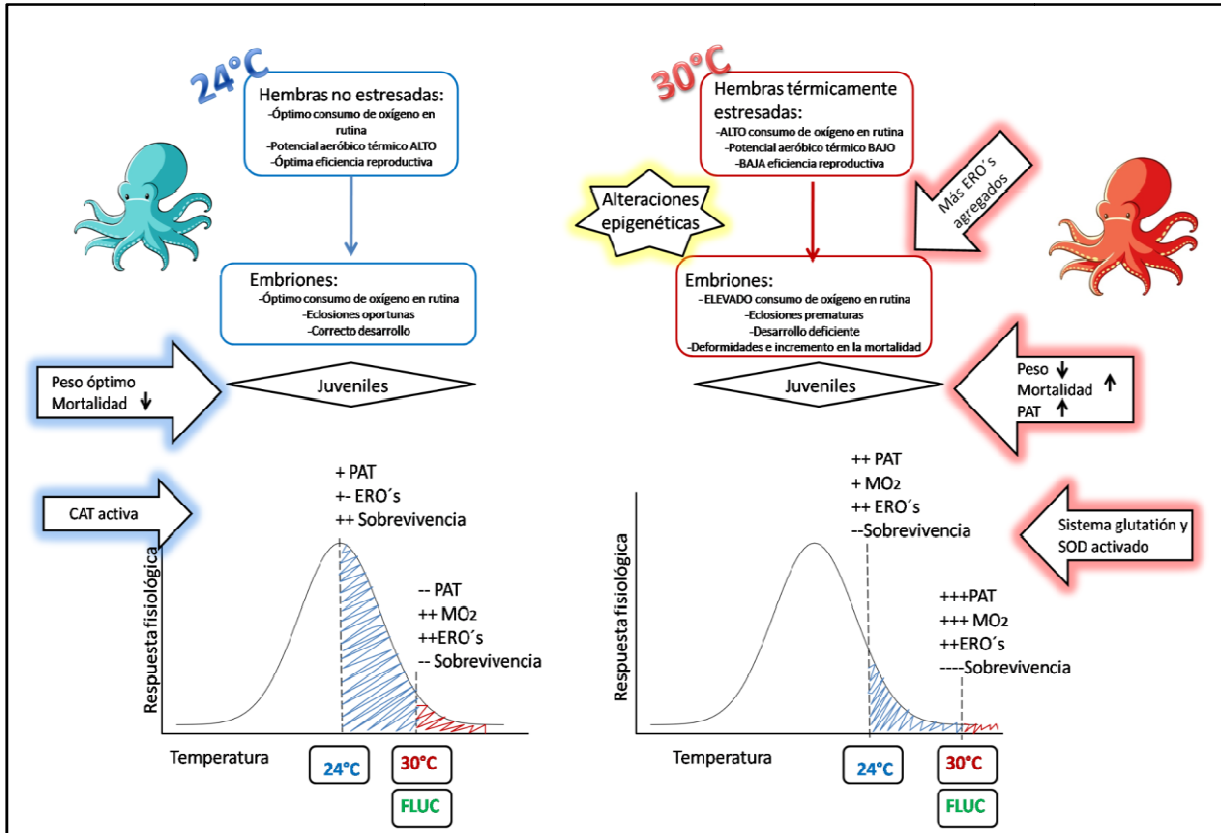 24°C
Hembras no estresadas:
-Óptimo consumo de oxígeno en
rutina
-Potencial aeróbico térmico ALTO
-Óptima eficiencia reproductiva
Embriones:
-Óptimo consumo de oxígeno en rutina
-Eclosiones oportunas
-Correcto desarrollo
Peso óptimo
Mortalidad ↓
Juveniles
CAT activa
+ PAT
+- ERO´s
++ Sobrevivencia
-- PAT
++ MO₂
++ERO´s
-- Sobrevivencia
Respuesta fisiológica
Temperatura
24°C
30°C
FLUC
30°C
Hembras térmicamente
estresadas:
-ALTO consumo de oxígeno en rutina
-Potencial aeróbico térmico BAJO
-BAJA eficiencia reproductiva
Alteraciones
epigenéticas
Más ERO´s
agregados
Embriones:
-ELEVADO consumo de oxígeno en rutina
-Eclosiones prematuras
-Desarrollo deficiente
-Deformidades e incremento en la mortalidad
Juveniles
Peso ↓
Mortalidad ↑
PAT ↑
++ PAT
+ MO₂
++ ERO´s
--Sobrevivencia
Sistema glutatión y
SOD activado
+++PAT
+++ MO₂
++ERO´s
----Sobrevivencia
Respuesta fisiológica
Temperatura
24°C
30°C
FLUC